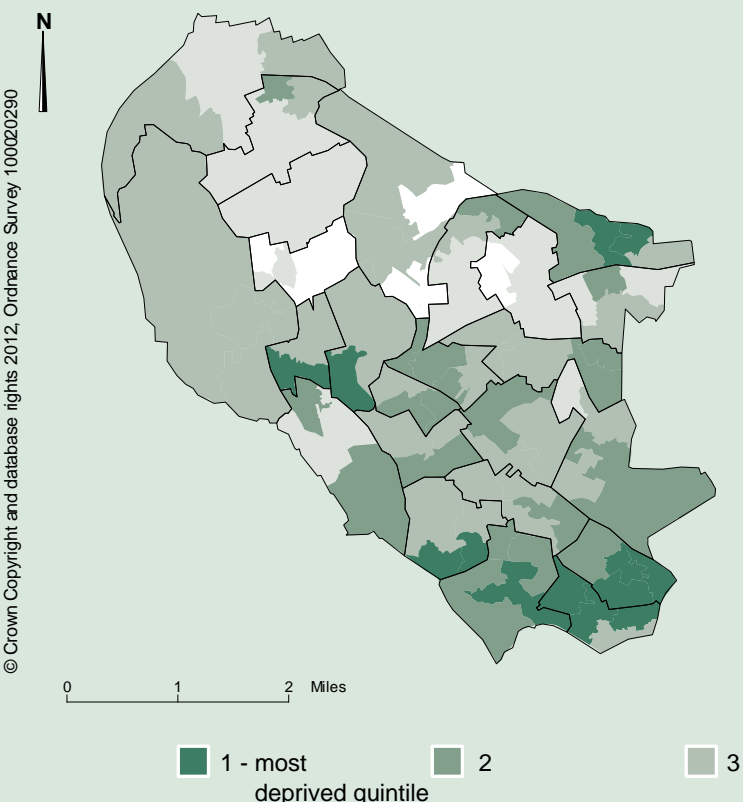 N
© Crown Copyright and database rights 2012, Ordnance Survey 100020290
0 1 2 Miles
1 - most
deprived quintile
2
3